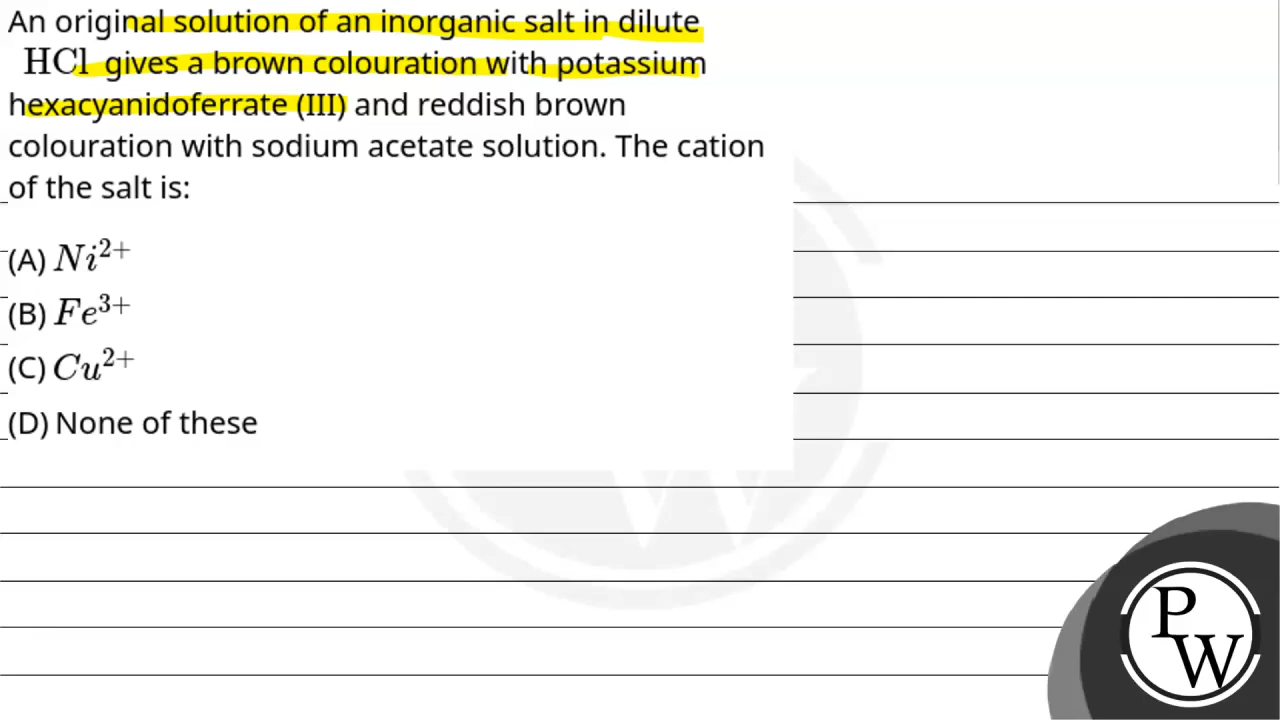 An original solution of an inorganic salt in dilute
HCl gives a brown colouration with potassium
hexacyanidoferrate (III) and reddish brown
colouration with sodium acetate solution. The cation
of the salt is:
(A) Ni²⁺
(B) Fe³⁺
(C) Cu²⁺
(D) None of these
P
W